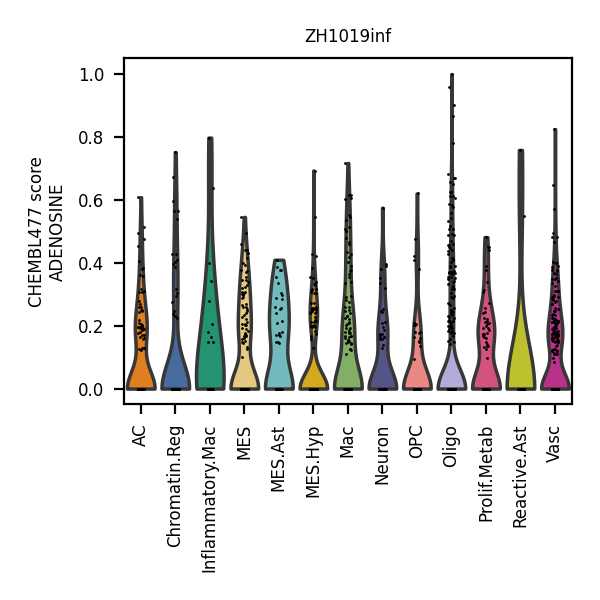 ZH1019inf
CHEMBL477 score
ADENOSINE
1.0
0.8
0.6
0.4
0.2
0.0
AC
Chromatin.Reg
Inflammatory.Mac
MES
MES.Ast
MES.Hyp
Mac
Neuron
OPC
Oligo
Prolif.Metab
Reactive.Ast
Vasc